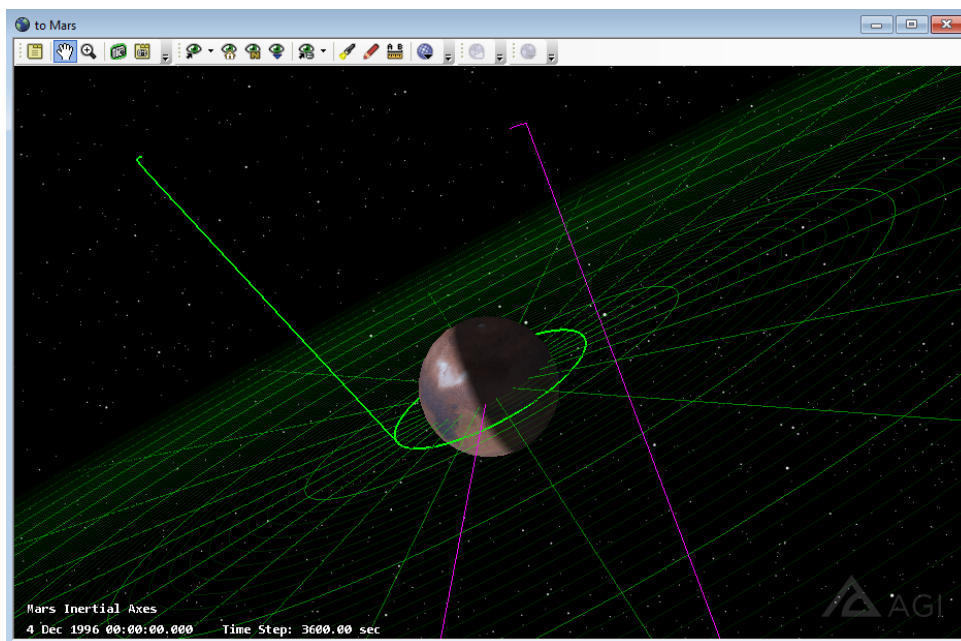 to Mars
A B
AGI
Mars Inertial Axes
4 Dec 1996 00:00:00.000    Time Step: 3600.00 sec